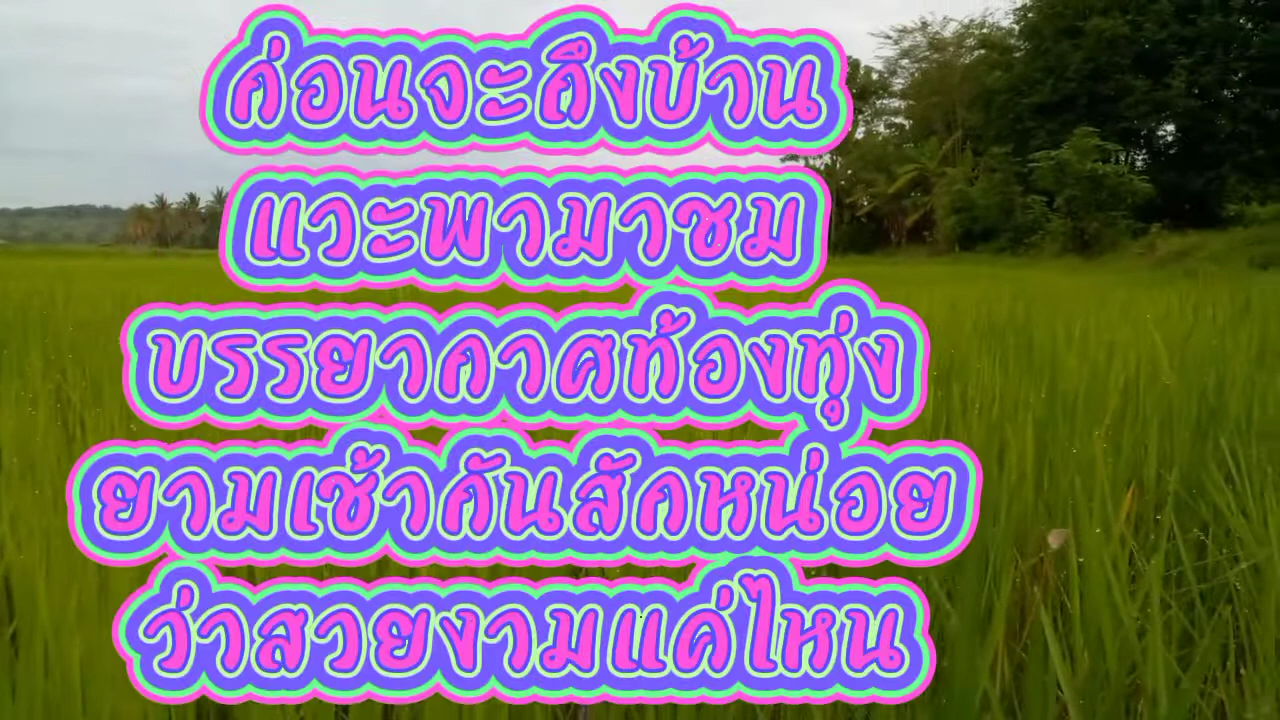 ก่อนจะถึงบ้าน
แวะพามาชม
บรรยากาศท้องทุ่ง
ยามเช้ากันสักหน่อย
ว่าสวยงามแค่ไหน